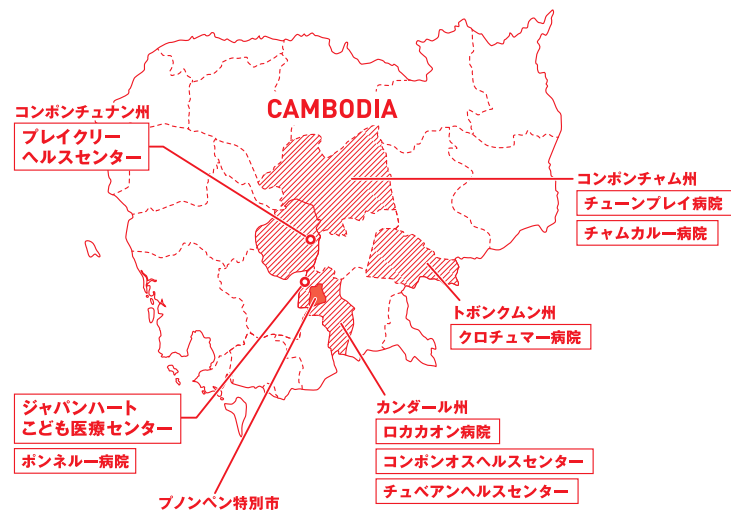 CAMBODIA
コンポンチュナン州
プレイクリー
ヘルスセンター
コンポンチャム州
チューンプレイ病院
チャムカルー病院
トボンクムン州
クロチュマー病院
ジャパンハート
こども医療センター
ポンネルー病院
プノンペン特別市
カンダール州
ロカカオン病院
コンポンオスヘルスセンター
チュベアンヘルスセンター